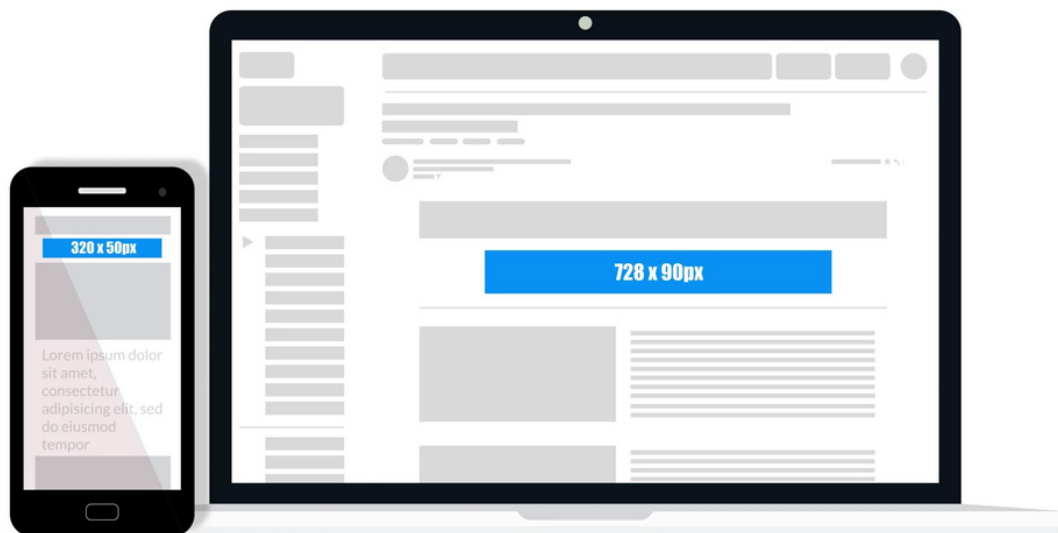 320 x 50px
Lorem ipsum dolor
sit amet,
consectetur
adipisicing elit, sed
do eiusmod
tempor
728 x 90px